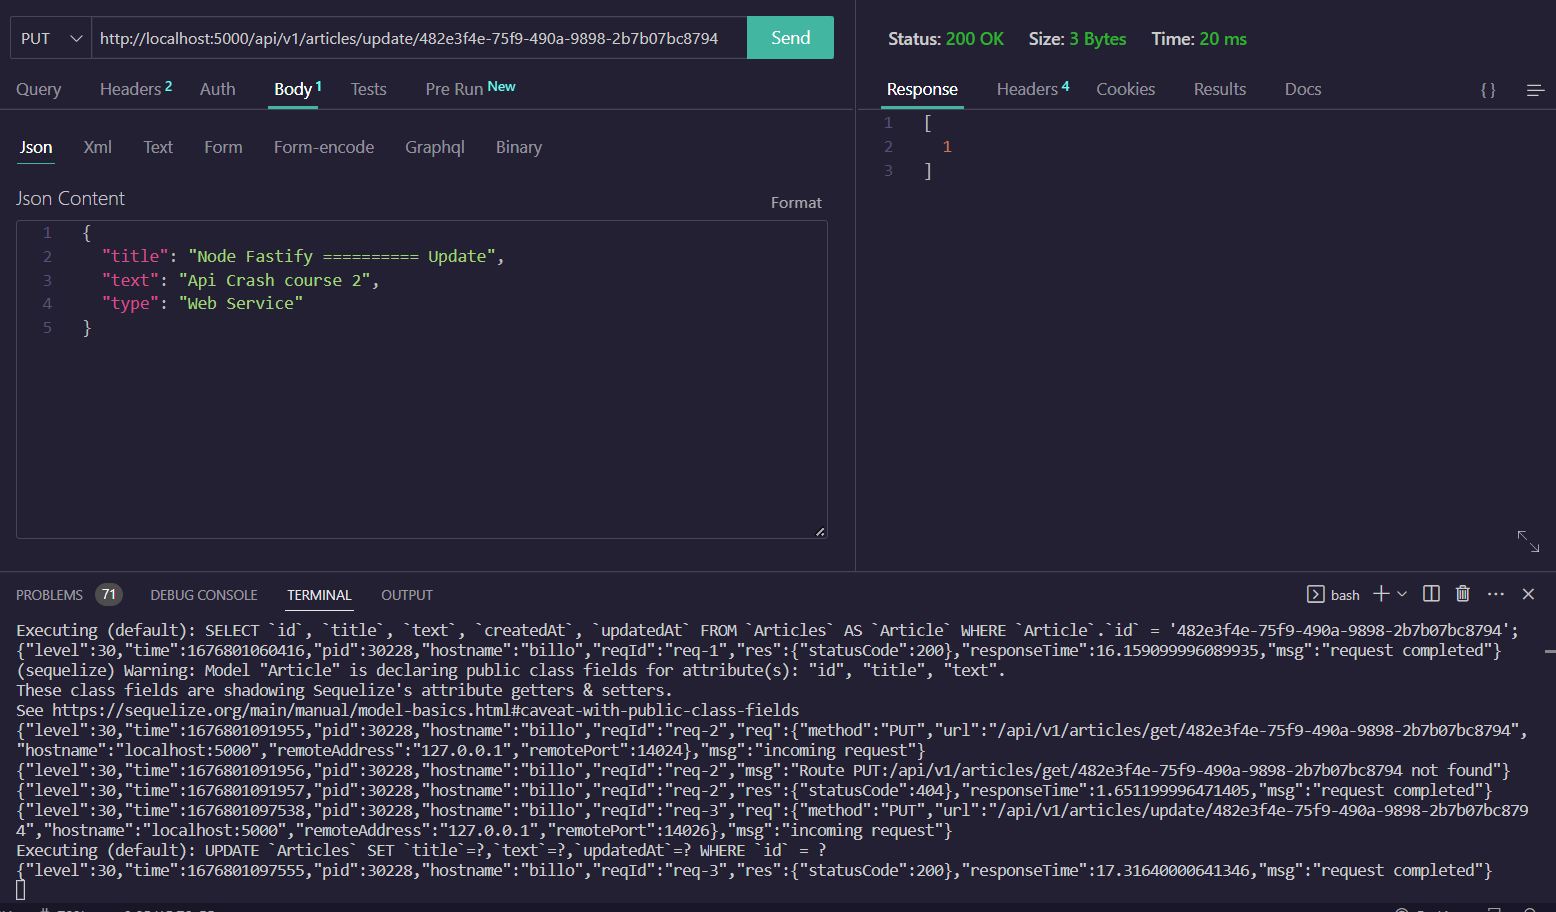 PUT http://localhost:5000/api/v1/articles/update/482e3f4e-75f9-490a-9898-2b7b07bc8794 Send
Query Headers 2 Auth Body 1 Tests Pre Run New
Json Xml Text Form Form-encode Graphql Binary
Json Content
Format
1 {
2 "title": "Node Fastify ========== Update",
3 "text": "Api Crash course 2",
4 "type": "Web Service"
5 }
Status: 200 OK Size: 3 Bytes Time: 20 ms
Response Headers 4 Cookies Results Docs { }
1 [
2 1
3 ]
PROBLEMS 71 DEBUG CONSOLE TERMINAL OUTPUT bash
Executing (default): SELECT `id`, `title`, `text`, `createdAt`, `updatedAt` FROM `Articles` AS `Article` WHERE `Article`.`id` = '482e3f4e-75f9-490a-9898-2b7b07bc8794';
{"level":30,"time":1676801060416,"pid":30228,"hostname":"billo","reqId":"req-1","res":{"statusCode":200},"responseTime":16.159099996089935,"msg":"request completed"}
(sequelize) Warning: Model "Article" is declaring public class fields for attribute(s): "id", "title", "text".
These class fields are shadowing Sequelize's attribute getters & setters.
See https://sequelize.org/main/manual/model-basics.html#caveat-with-public-class-fields
{"level":30,"time":1676801091955,"pid":30228,"hostname":"billo","reqId":"req-2","req":{"method":"PUT","url":"/api/v1/articles/get/482e3f4e-75f9-490a-9898-2b7b07bc8794",
"hostname":"localhost:5000","remoteAddress":"127.0.0.1","remotePort":14024},"msg":"incoming request"}
{"level":30,"time":1676801091956,"pid":30228,"hostname":"billo","reqId":"req-2","msg":"Route PUT:/api/v1/articles/get/482e3f4e-75f9-490a-9898-2b7b07bc8794 not found"}
{"level":30,"time":1676801091957,"pid":30228,"hostname":"billo","reqId":"req-2","res":{"statusCode":404},"responseTime":1.651199996471405,"msg":"request completed"}
{"level":30,"time":1676801097538,"pid":30228,"hostname":"billo","reqId":"req-3","req":{"method":"PUT","url":"/api/v1/articles/update/482e3f4e-75f9-490a-9898-2b7b07bc879
4","hostname":"localhost:5000","remoteAddress":"127.0.0.1","remotePort":14026},"msg":"incoming request"}
Executing (default): UPDATE `Articles` SET `title`=?,`text`=?,`updatedAt`=? WHERE `id` = ?
{"level":30,"time":1676801097555,"pid":30228,"hostname":"billo","reqId":"req-3","res":{"statusCode":200},"responseTime":17.31640000641346,"msg":"request completed"}